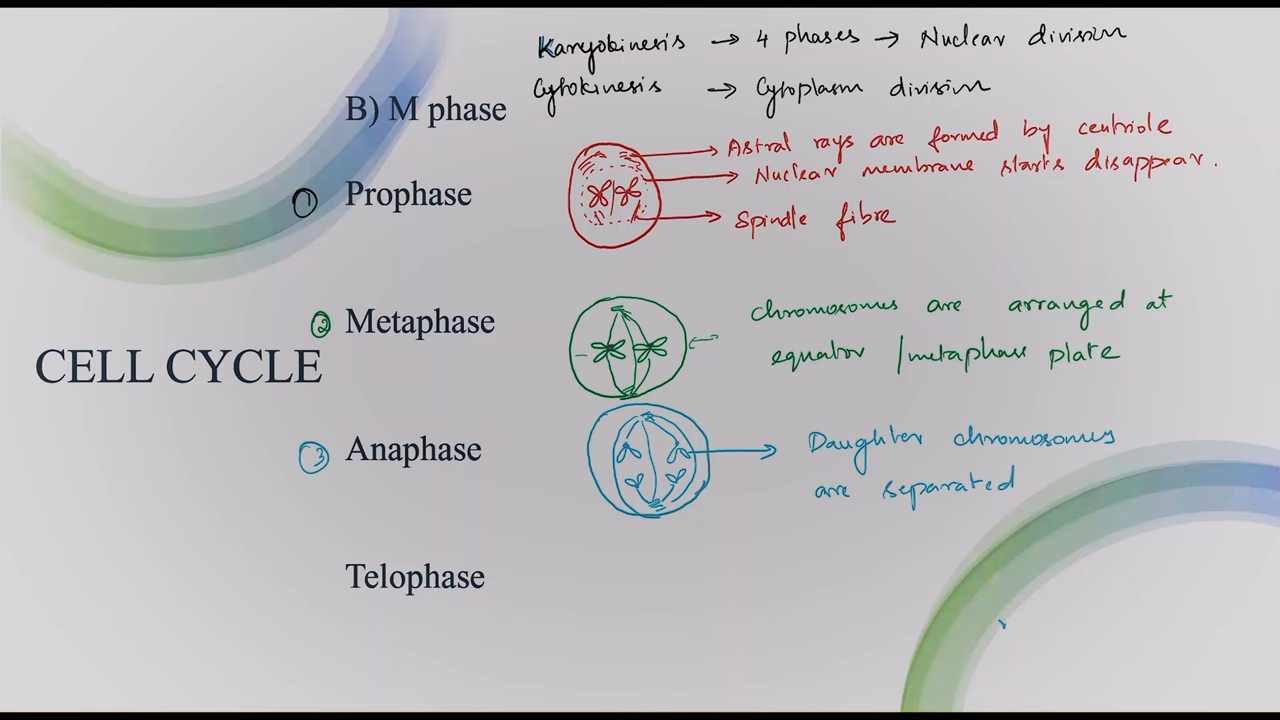 Karyokinesis → 4 phases → Nuclear division
Cytokinesis → Cytoplasm division
B) M phase
Astral rays are formed by centriole
Nuclear membrane starts disappear.
① Prophase
Spindle fibre
chromosomes are arranged at
② Metaphase
equator /metaphase plate
CELL CYCLE
Daughter chromosomes
③ Anaphase
are separated
Telophase